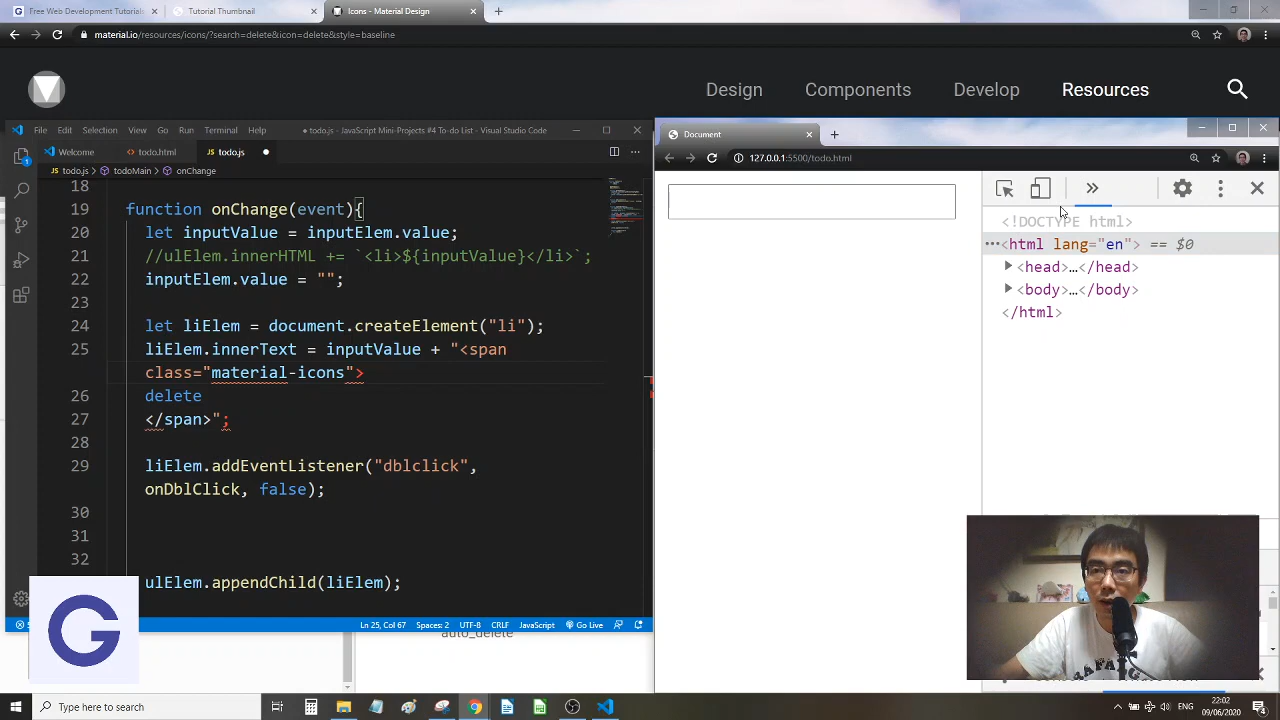 Free Web Development Tutorials
Tutorial Thumbnail
Icons - Material Design
material.io/resources/icons/?search=delete&icon=delete&style=baseline
Design
Components
Develop
Resources
File
Edit
Selection
View
Go
Run
Terminal
Help
● todo.js - JavaScript Mini-Projects #4 To-do List - Visual Studio Code
Welcome
todo.html
todo.js
todo.js > todoMain > onChange
18
19 function onChange(event){
20 let inputValue = inputElem.value;
21 //ulElem.innerHTML += `<li>${inputValue}</li>`;
22 inputElem.value = "";
23
24 let liElem = document.createElement("li");
25 liElem.innerText = inputValue + "<span
class="material-icons">
26 delete
27 </span>";
28
29 liElem.addEventListener("dblclick",
onDblClick, false);
30
31
32
ulElem.appendChild(liElem);
Ln 25, Col 67
Spaces: 2
UTF-8
CRLF
JavaScript
Go Live
G
auto_delete
Document
127.0.0.1:5500/todo.html
<!DOCTYPE html>
<html lang="en"> == $0
<head>…</head>
<body>…</body>
</html>
Type here to search
ENG
22:02
09/06/2020